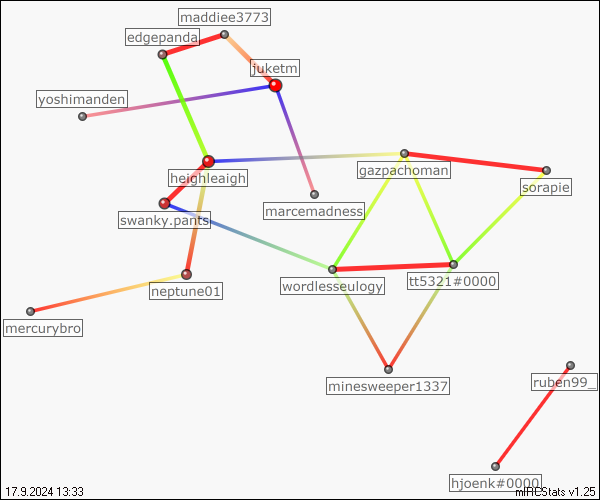 maddiee3773
edgepanda
juketm
yoshimanden
gazpachoman
heighleaigh
sorapie
marcemadness
swanky.pants
wordlesseulogy
tt5321#0000
neptune01
mercurybro
minesweeper1337
ruben99_
hjoenk#0000
17.9.2024 13:33
mIRCStats v1.25